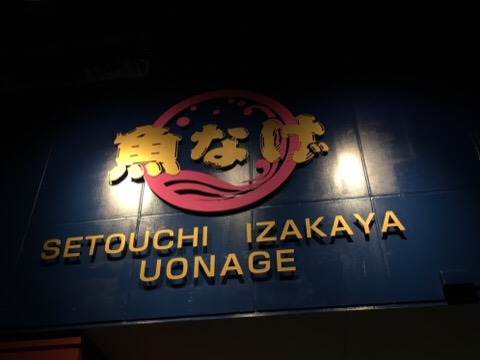 魚なげ
SETOUCHI IZAKAYA
UONAGE